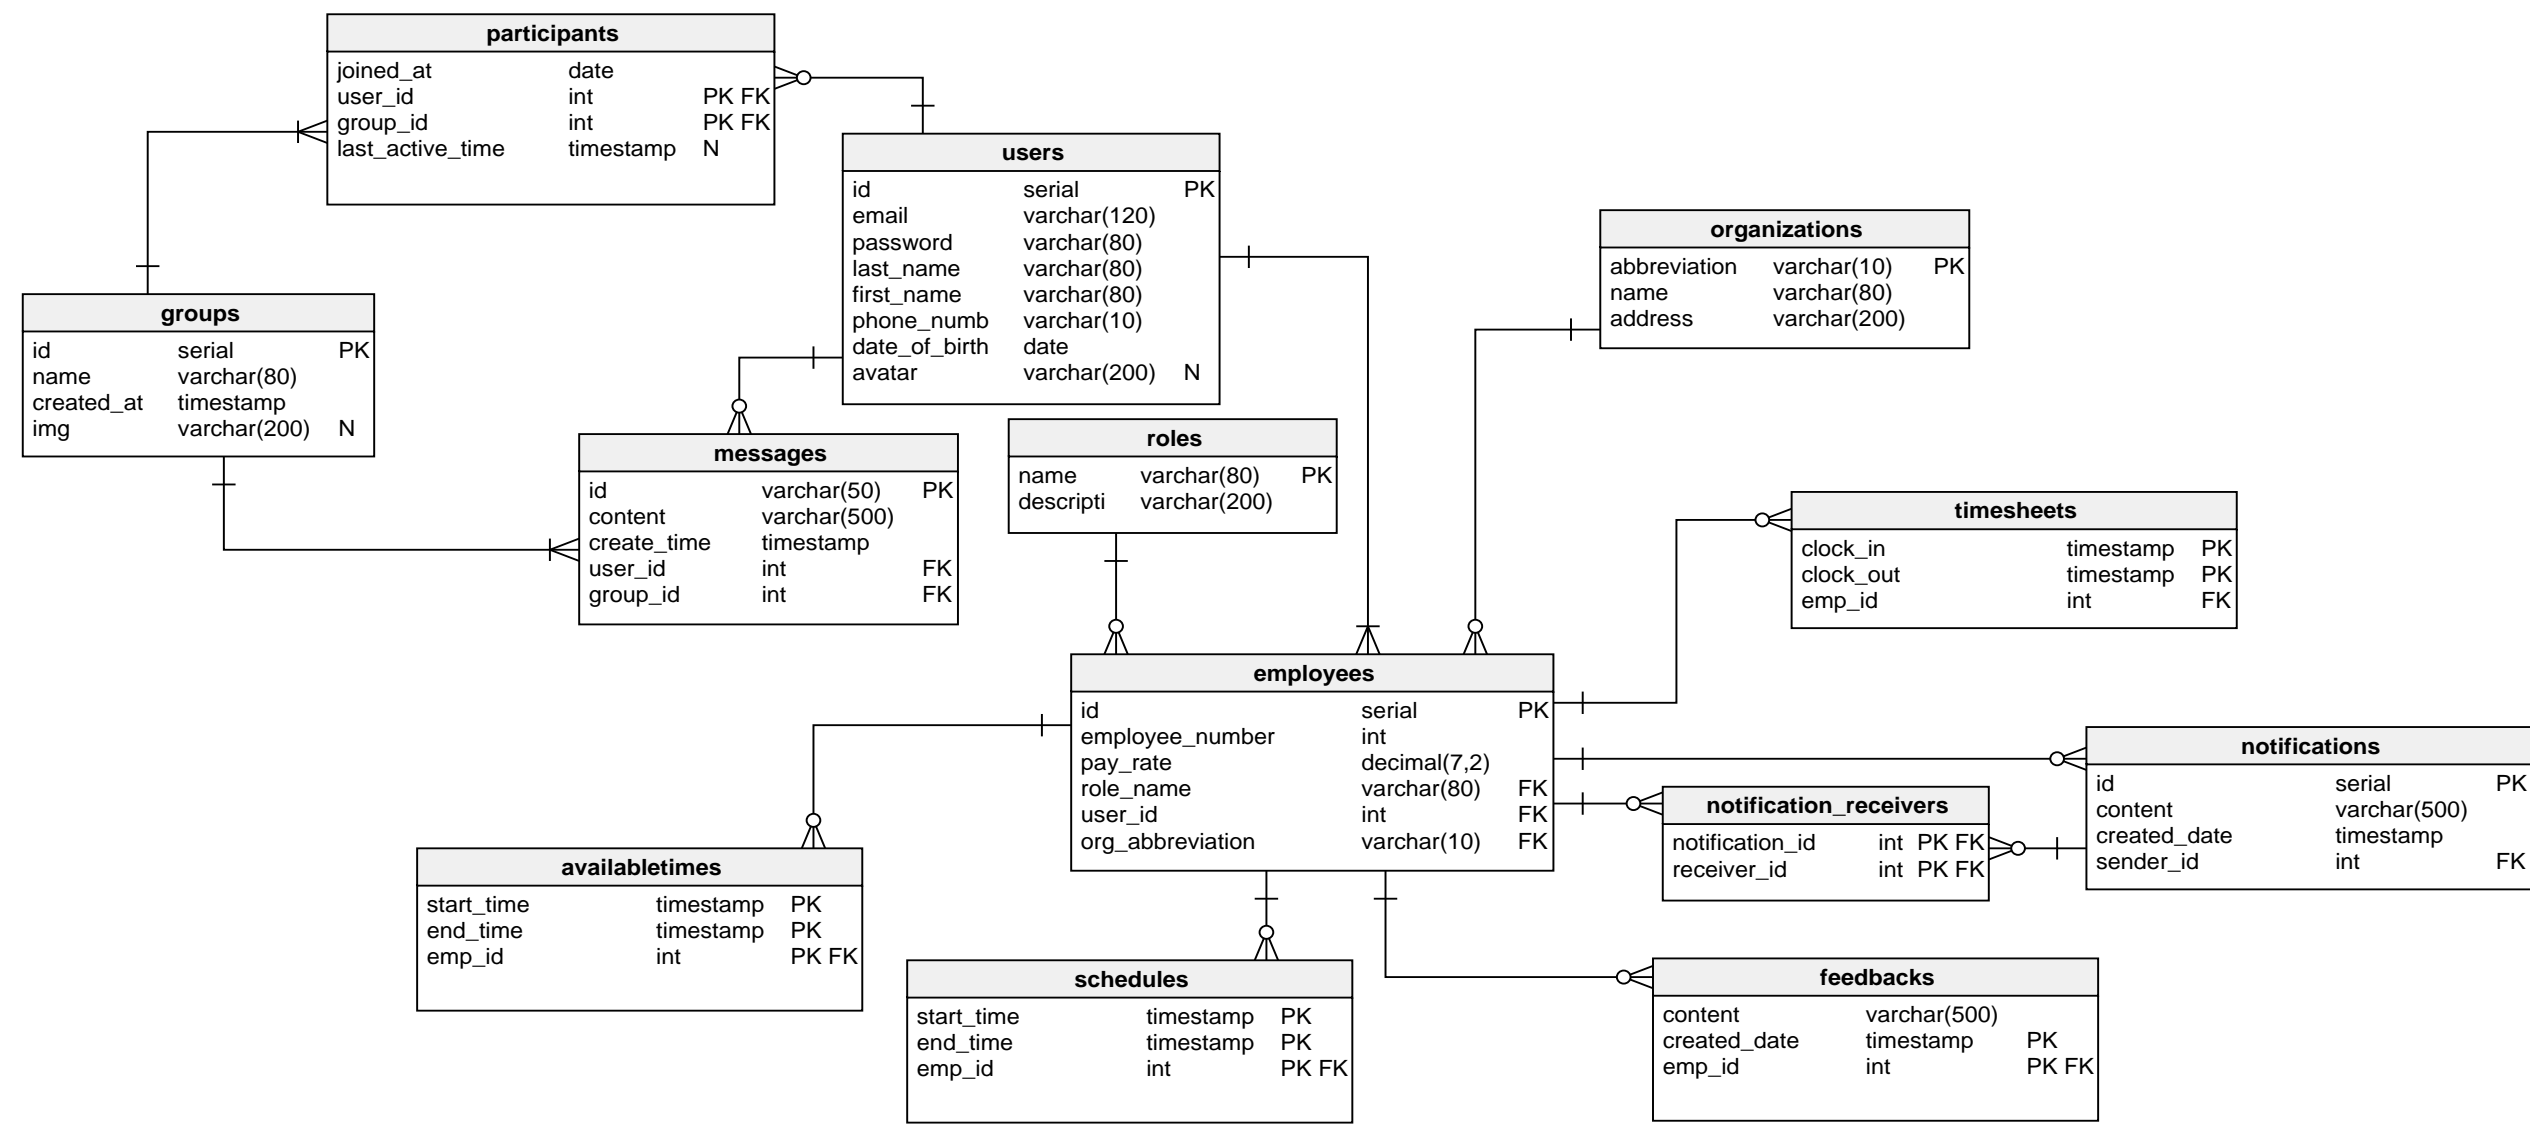 participants
joined_at date
user_id int PK FK
group_id int PK FK
last_active_time timestamp N
users
id serial PK
email varchar(120)
password varchar(80)
last_name varchar(80)
first_name varchar(80)
phone_numb varchar(10)
date_of_birth date
avatar varchar(200) N
organizations
abbreviation varchar(10) PK
name varchar(80)
address varchar(200)
groups
id serial PK
name varchar(80)
created_at timestamp
img varchar(200) N
messages
id varchar(50) PK
content varchar(500)
create_time timestamp
user_id int FK
group_id int FK
roles
name varchar(80) PK
descripti varchar(200)
timesheets
clock_in timestamp PK
clock_out timestamp PK
emp_id int FK
employees
id serial PK
employee_number int
pay_rate decimal(7,2)
role_name varchar(80) FK
user_id int FK
org_abbreviation varchar(10) FK
notifications
id serial PK
content varchar(500)
created_date timestamp
sender_id int FK
notification_receivers
notification_id int PK FK
receiver_id int PK FK
availabletimes
start_time timestamp PK
end_time timestamp PK
emp_id int PK FK
schedules
start_time timestamp PK
end_time timestamp PK
emp_id int PK FK
feedbacks
content varchar(500)
created_date timestamp PK
emp_id int PK FK